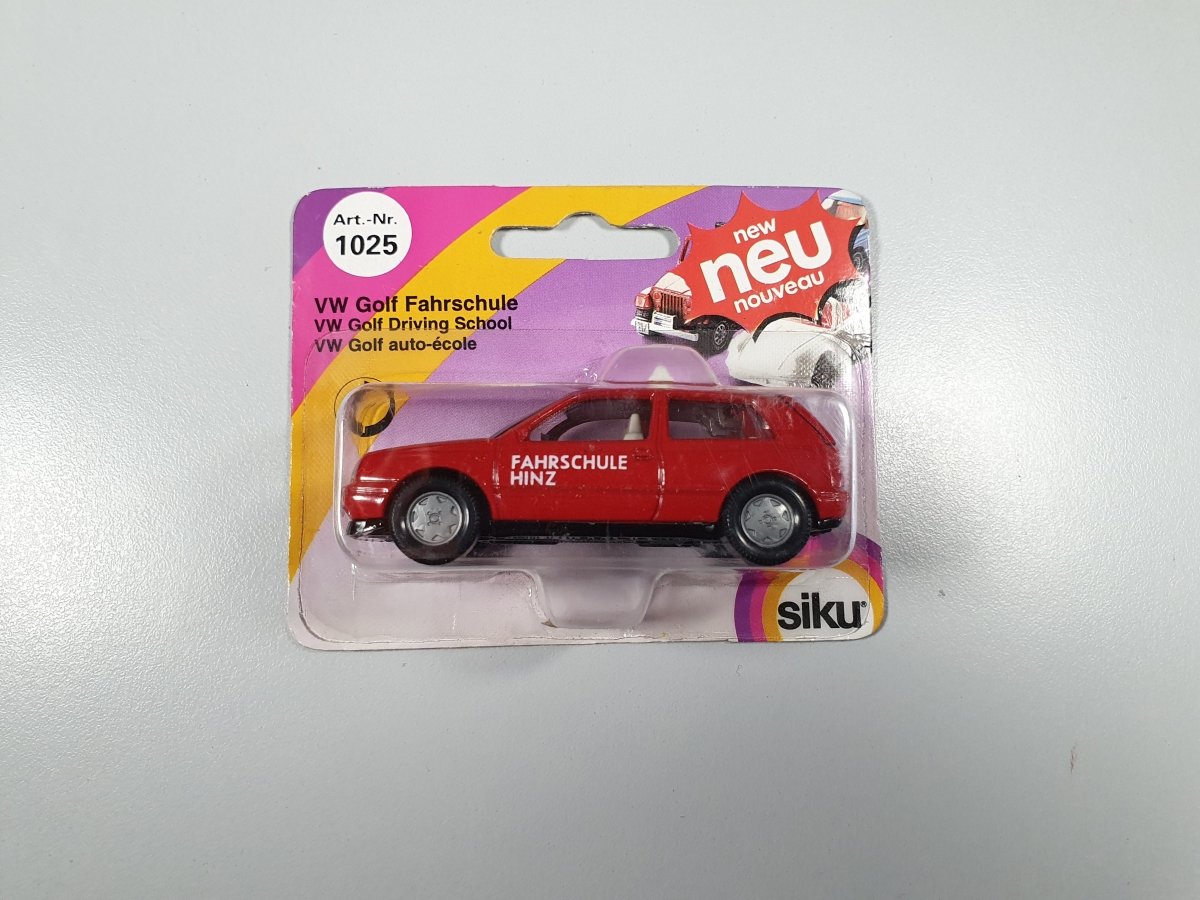 Art.-Nr.
1025
VW Golf Fahrschule
VW Golf Driving School
VW Golf auto-école
new
neu
nouveau
FAHRSCHULE
HINZ
siku®